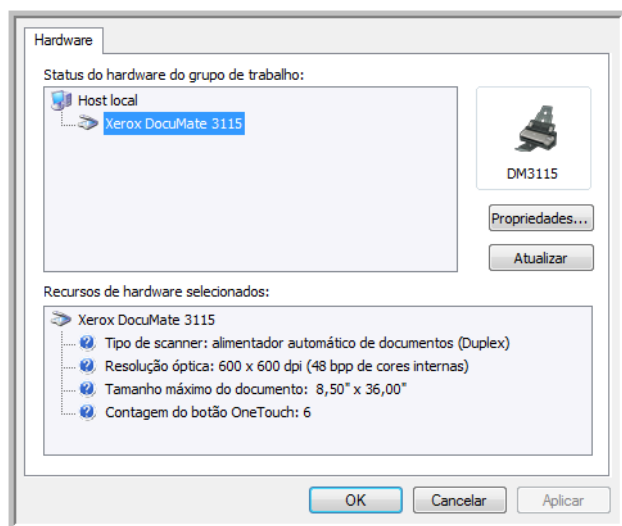 Hardware
Status do hardware do grupo de trabalho:
Host local
Xerox DocuMate 3115
DM3115
Propriedades...
Atualizar
Recursos de hardware selecionados:
Xerox DocuMate 3115
Tipo de scanner: alimentador automático de documentos (Duplex)
Resolução óptica: 600 x 600 dpi (48 bpp de cores internas)
Tamanho máximo do documento: 8,50" x 36,00"
Contagem do botão OneTouch: 6
OK Cancelar Aplicar